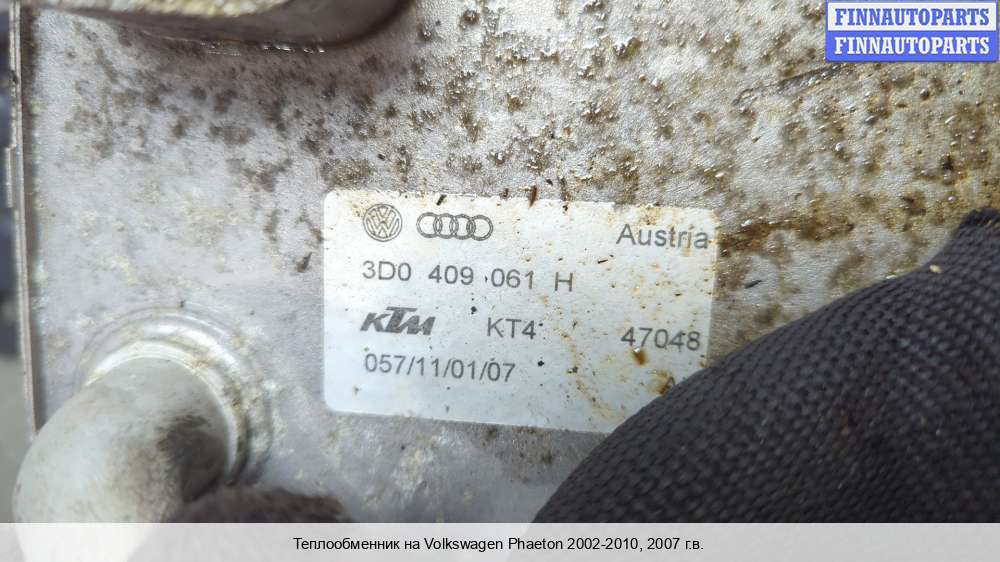 FINNAUTOPARTS
FINNAUTOPARTS
Austria
3D0 409 061 H
KTM KT4 47048
057/11/01/07
Теплообменник на Volkswagen Phaeton 2002-2010, 2007 г.в.